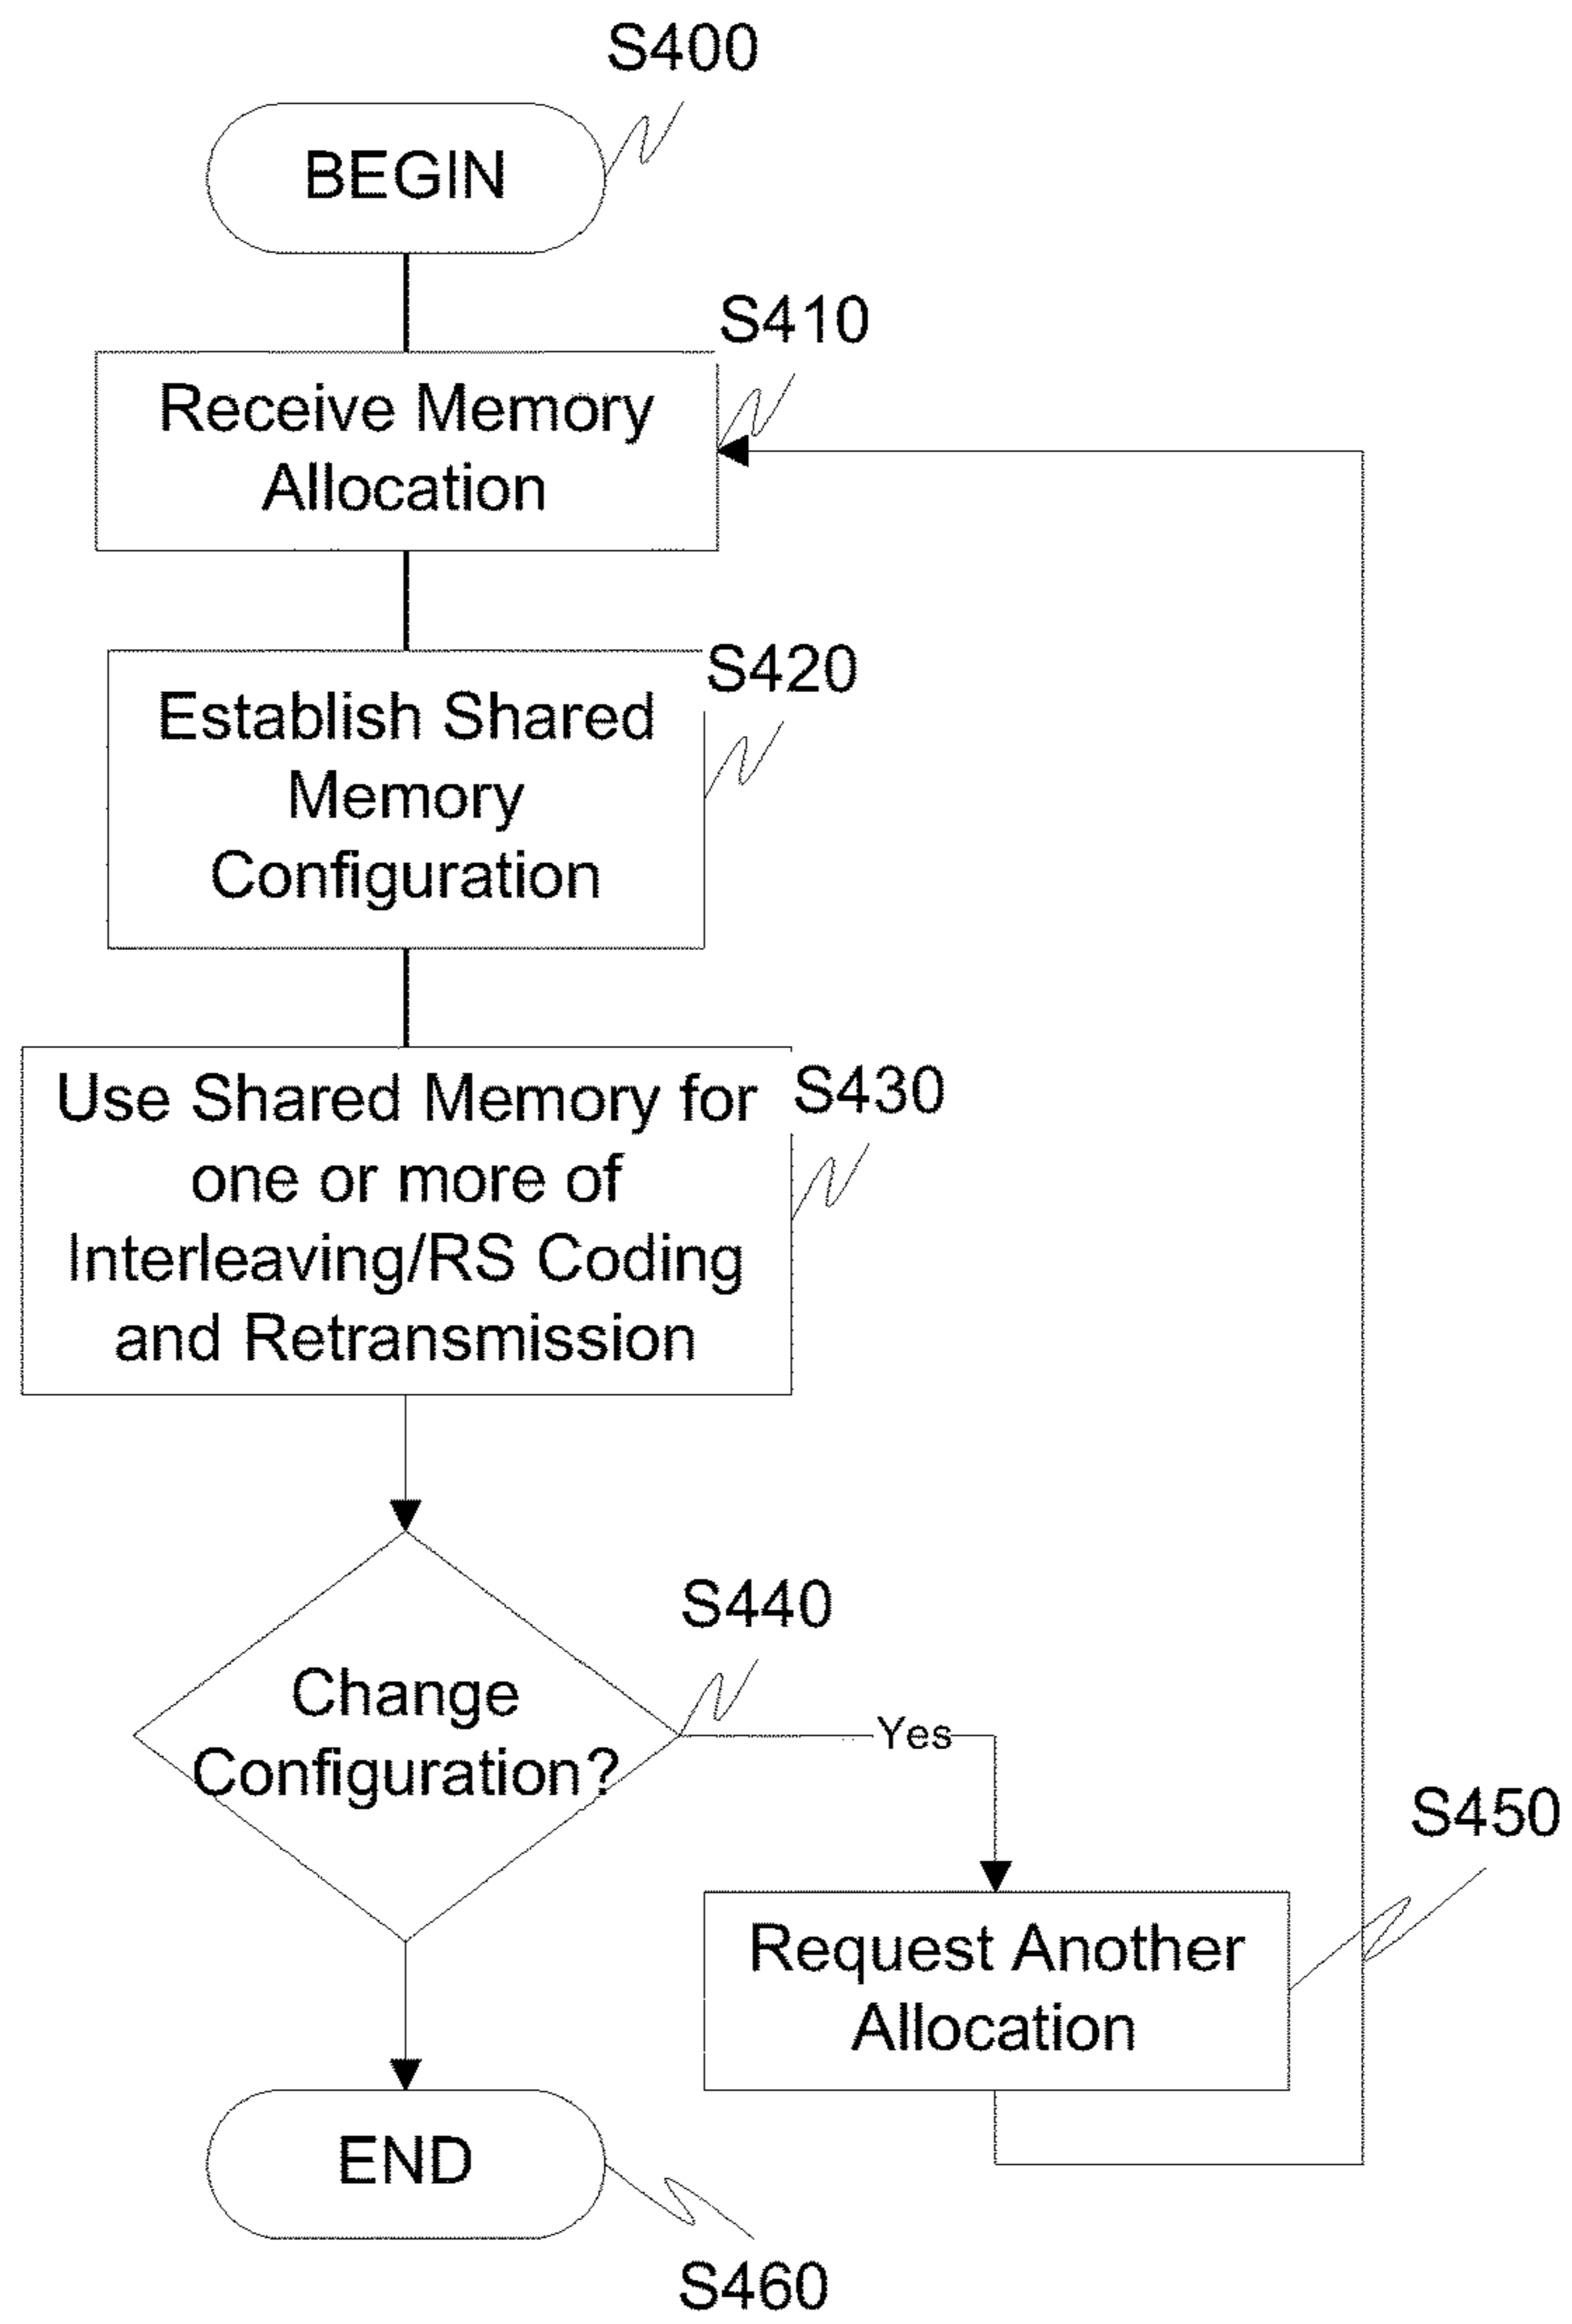 S400
BEGIN
S410
Receive Memory
Allocation
S420
Establish Shared
Memory
Configuration
S430
Use Shared Memory for
one or more of
Interleaving/RS Coding
and Retransmission
S440
Change
Configuration?
Yes
S450
Request Another
Allocation
END
S460